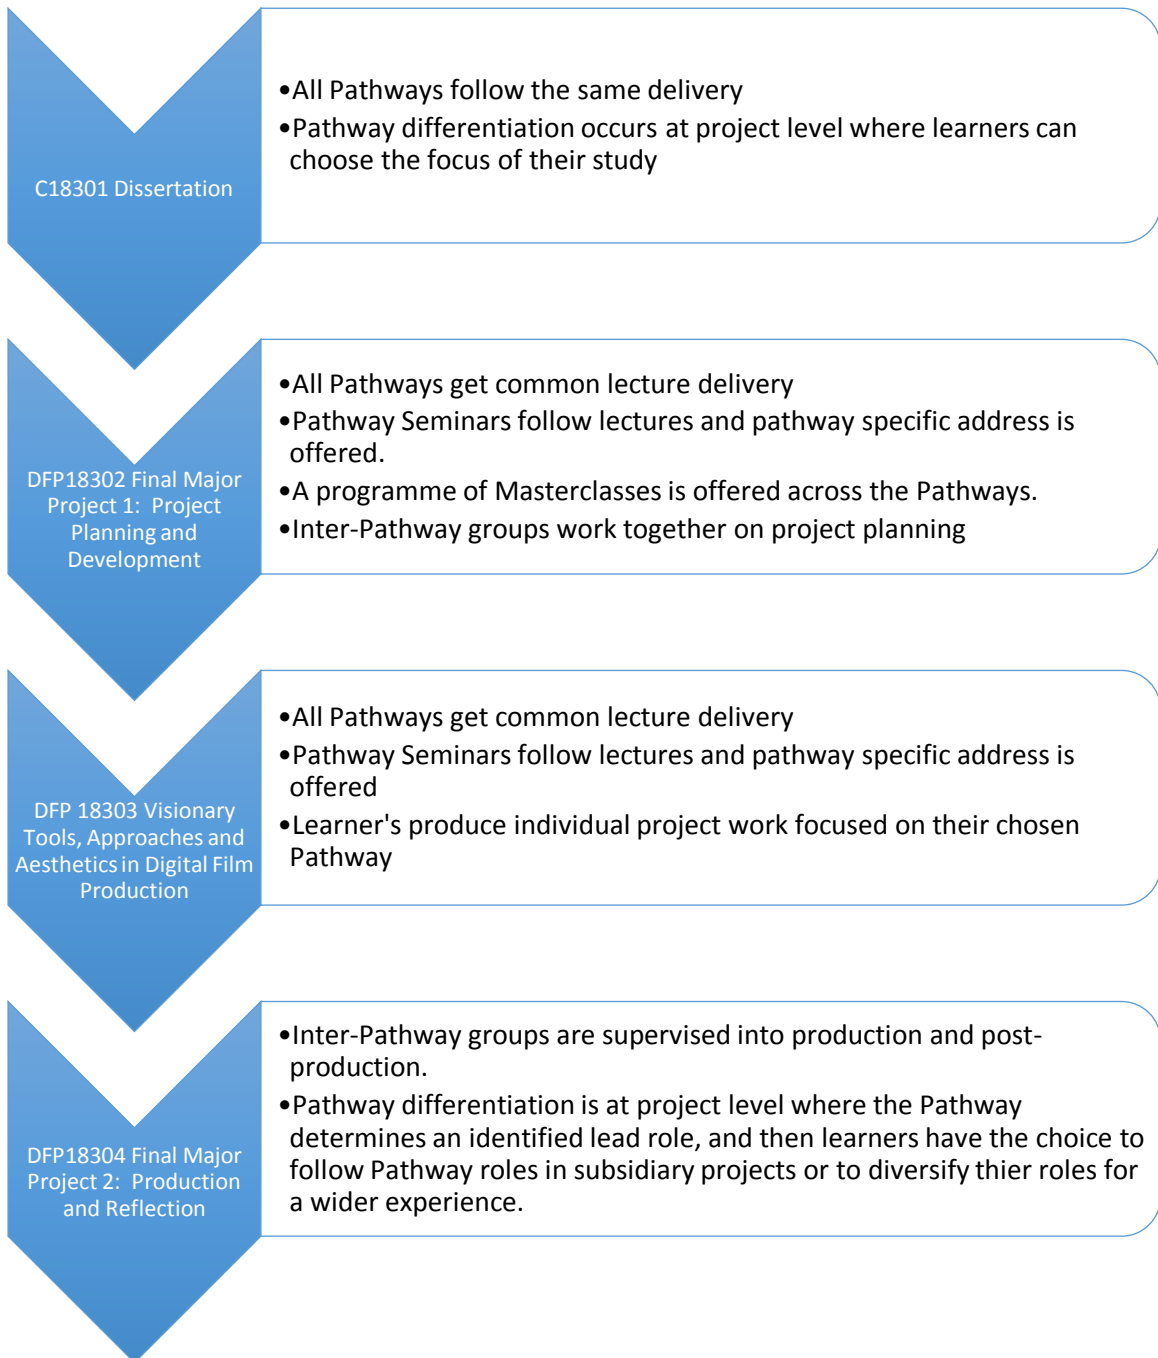 C18301 Dissertation
•All Pathways follow the same delivery
•Pathway differentiation occurs at project level where learners can
choose the focus of their study
DFP18302 Final Major
Project 1:  Project
Planning and
Development
•All Pathways get common lecture delivery
•Pathway Seminars follow lectures and pathway specific address is
offered.
•A programme of Masterclasses is offered across the Pathways.
•Inter-Pathway groups work together on project planning
DFP 18303 Visionary
Tools, Approaches and
Aesthetics in Digital Film
Production
•All Pathways get common lecture delivery
•Pathway Seminars follow lectures and pathway specific address is
offered
•Learner's produce individual project work focused on their chosen
Pathway
DFP18304 Final Major
Project 2:  Production
and Reflection
•Inter-Pathway groups are supervised into production and post-
production.
•Pathway differentiation is at project level where the Pathway
determines an identified lead role, and then learners have the choice to
follow Pathway roles in subsidiary projects or to diversify thier roles for
a wider experience.